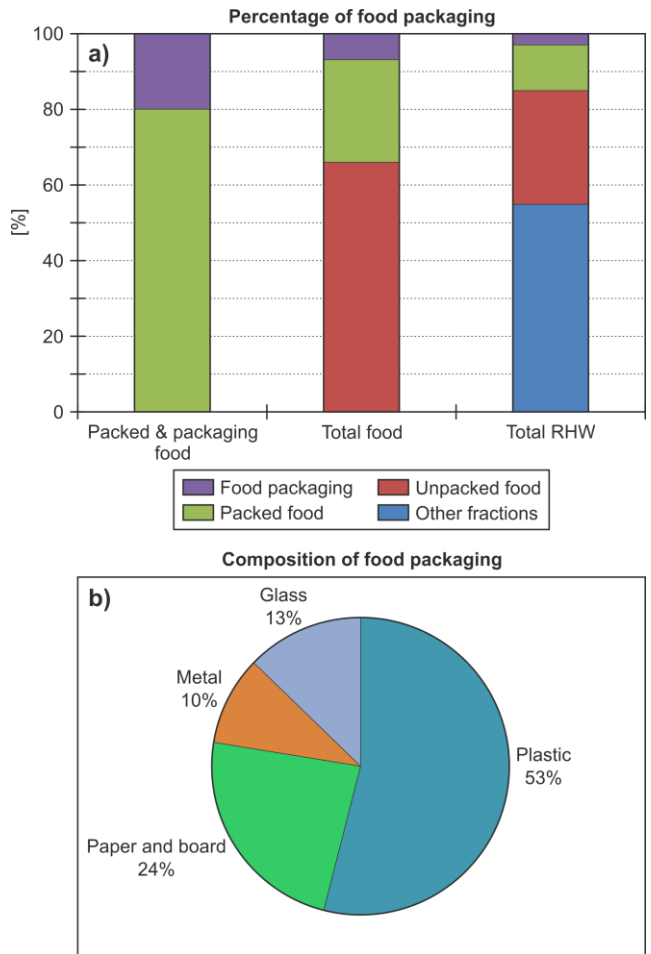 Percentage of food packaging
a)
100
80
60
40
20
0
[%]
Packed & packaging
food
Total food
Total RHW
Food packaging
Unpacked food
Packed food
Other fractions
Composition of food packaging
b)
Glass
13%
Metal
10%
Plastic
53%
Paper and board
24%